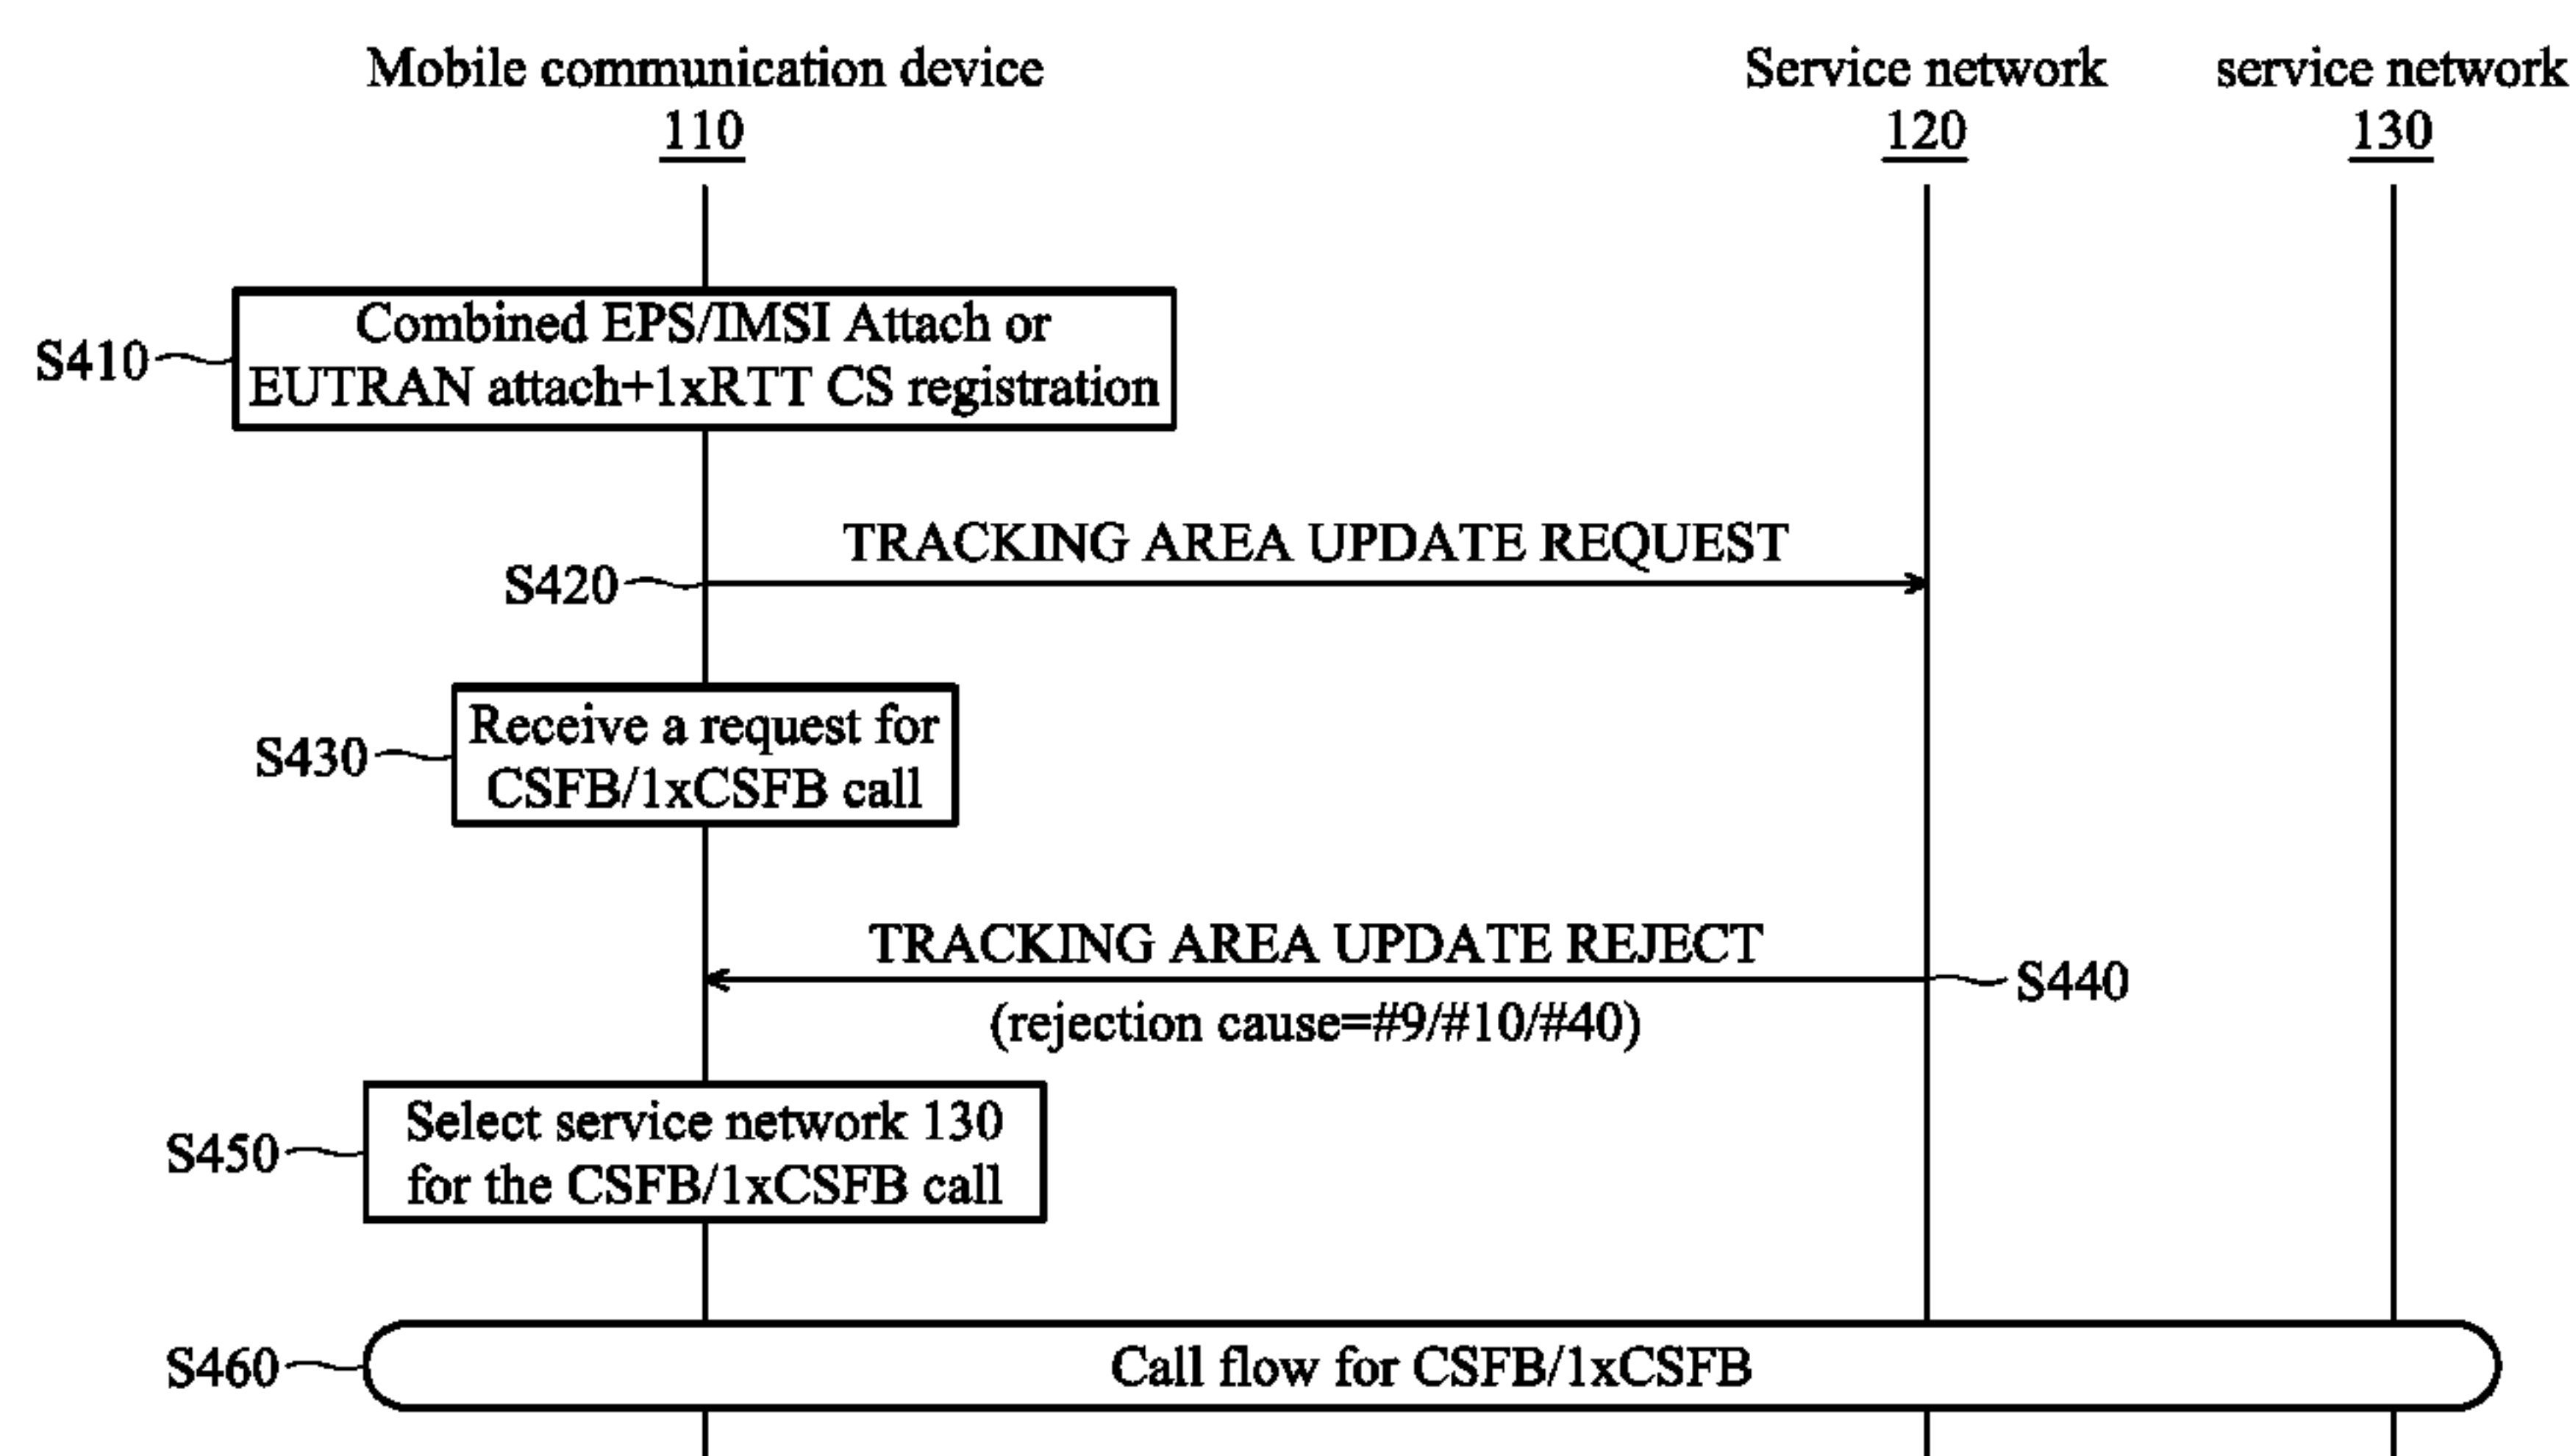 Mobile communication device
110
Service network
120
service network
130
S410
Combined EPS/IMSI Attach or
EUTRAN attach+1xRTT CS registration
TRACKING AREA UPDATE REQUEST
S420
S430
Receive a request for
CSFB/1xCSFB call
TRACKING AREA UPDATE REJECT
S440
(rejection cause=#9/#10/#40)
S450
Select service network 130
for the CSFB/1xCSFB call
S460
Call flow for CSFB/1xCSFB